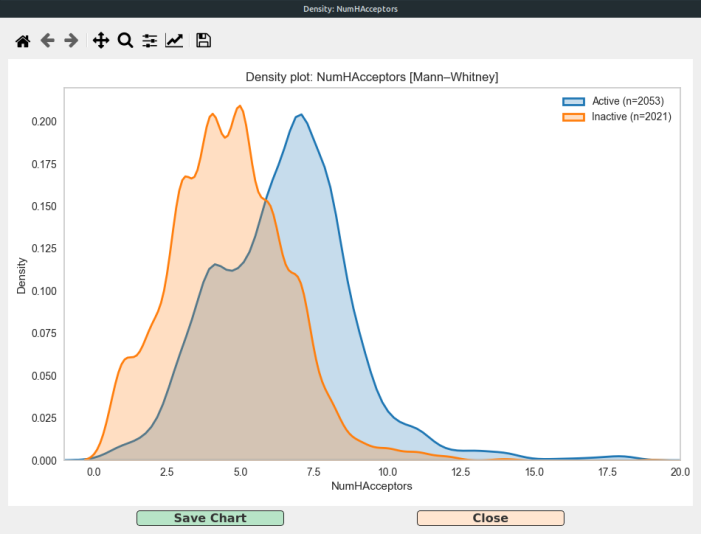 Density: NumHAcceptors
Density plot: NumHAcceptors [Mann–Whitney]
Active (n=2053)
Inactive (n=2021)
Density
0.200
0.175
0.150
0.125
0.100
0.075
0.050
0.025
0.000
0.0 2.5 5.0 7.5 10.0 12.5 15.0 17.5 20.0
NumHAcceptors
Save Chart Close